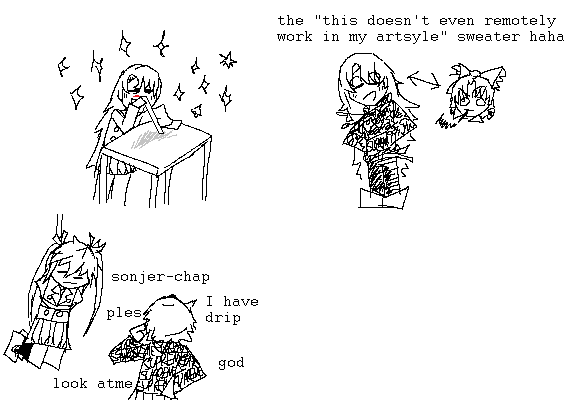 the "this doesn't even remotely
work in my artsyle" sweater haha
sonjer-chap
ples
I have
drip
god
look atme